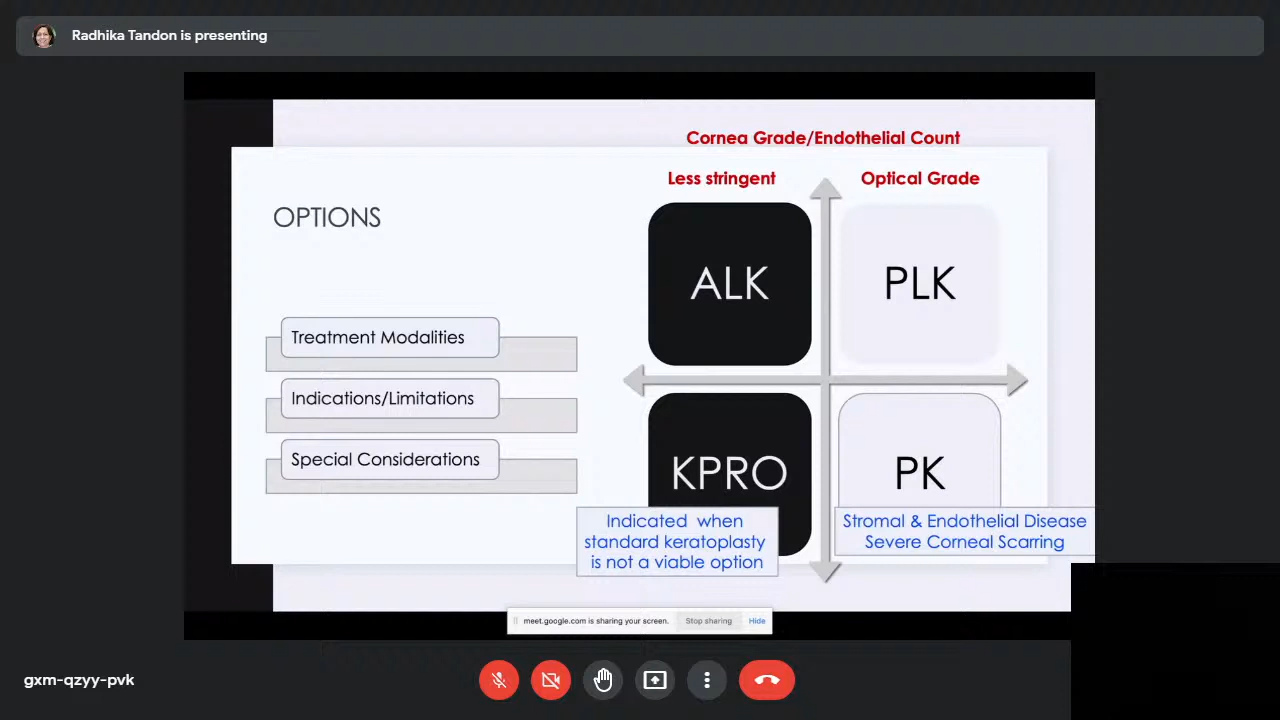 Radhika Tandon is presenting
Cornea Grade/Endothelial Count
Less stringent
Optical Grade
OPTIONS
ALK
PLK
Treatment Modalities
Indications/Limitations
Special Considerations
KPRO
PK
Indicated when
standard keratoplasty
is not a viable option
Stromal & Endothelial Disease
Severe Corneal Scarring
meet.google.com is sharing your screen.
Stop sharing
Hide
gxm-qzyy-pvk